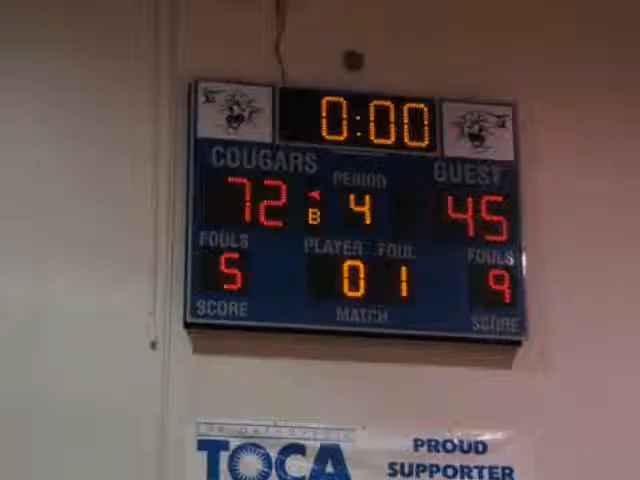 0:00
COUGARS PERIOD GUEST
72 B 4 45
FOULS PLAYER FOUL FOULS
5 0 1 9
SCORE MATCH SCORE
TOCA PROUD
SUPPORTER